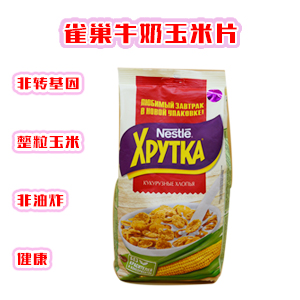 雀巢牛奶玉米片
非转基因
整粒玉米
非油炸
健康
ЛЮБИМЫЙ ЗАВТРАК
В НОВОЙ УПАКОВКЕ!
Nestlé
ХРУТКА
КУКУРУЗНЫЕ ХЛОПЬЯ